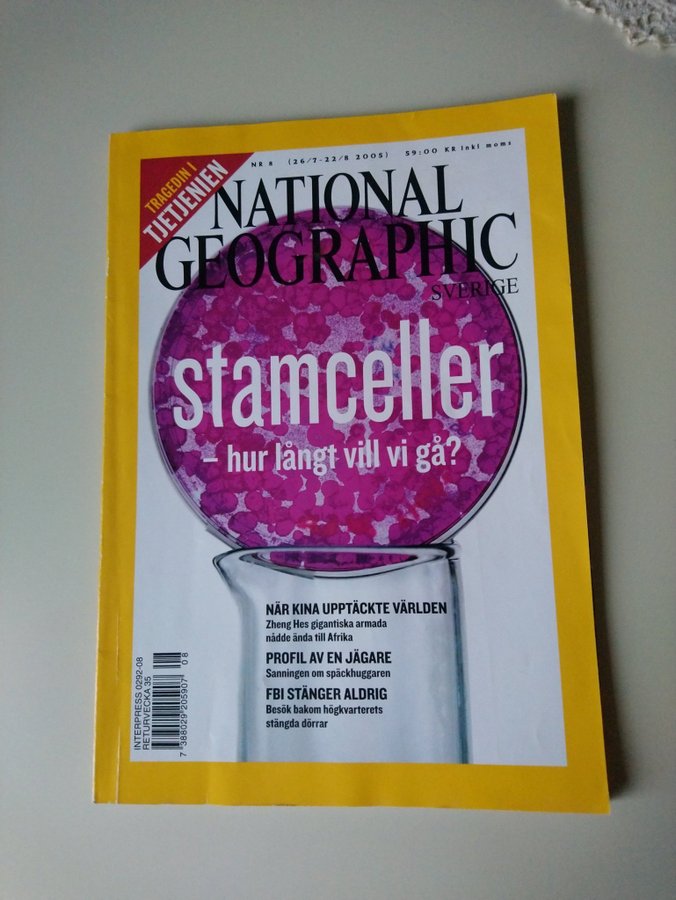 TRAGEDIN I
TJETJENIEN
NR 8 (26/7-22/8 2005) 59:00 KR Inkl moms
NATIONAL
GEOGRAPHIC
SVERIGE
stamceller
– hur långt vill vi gå?
NÄR KINA UPPTÄCKTE VÄRLDEN
Zheng Hes gigantiska armada
nådde ända till Afrika
PROFIL AV EN JÄGARE
Sanningen om späckhuggaren
FBI STÄNGER ALDRIG
Besök bakom högkvarterets
stängda dörrar
INTERPRESS 0292-08
RETURVECKA 35
7 388029 205907 08